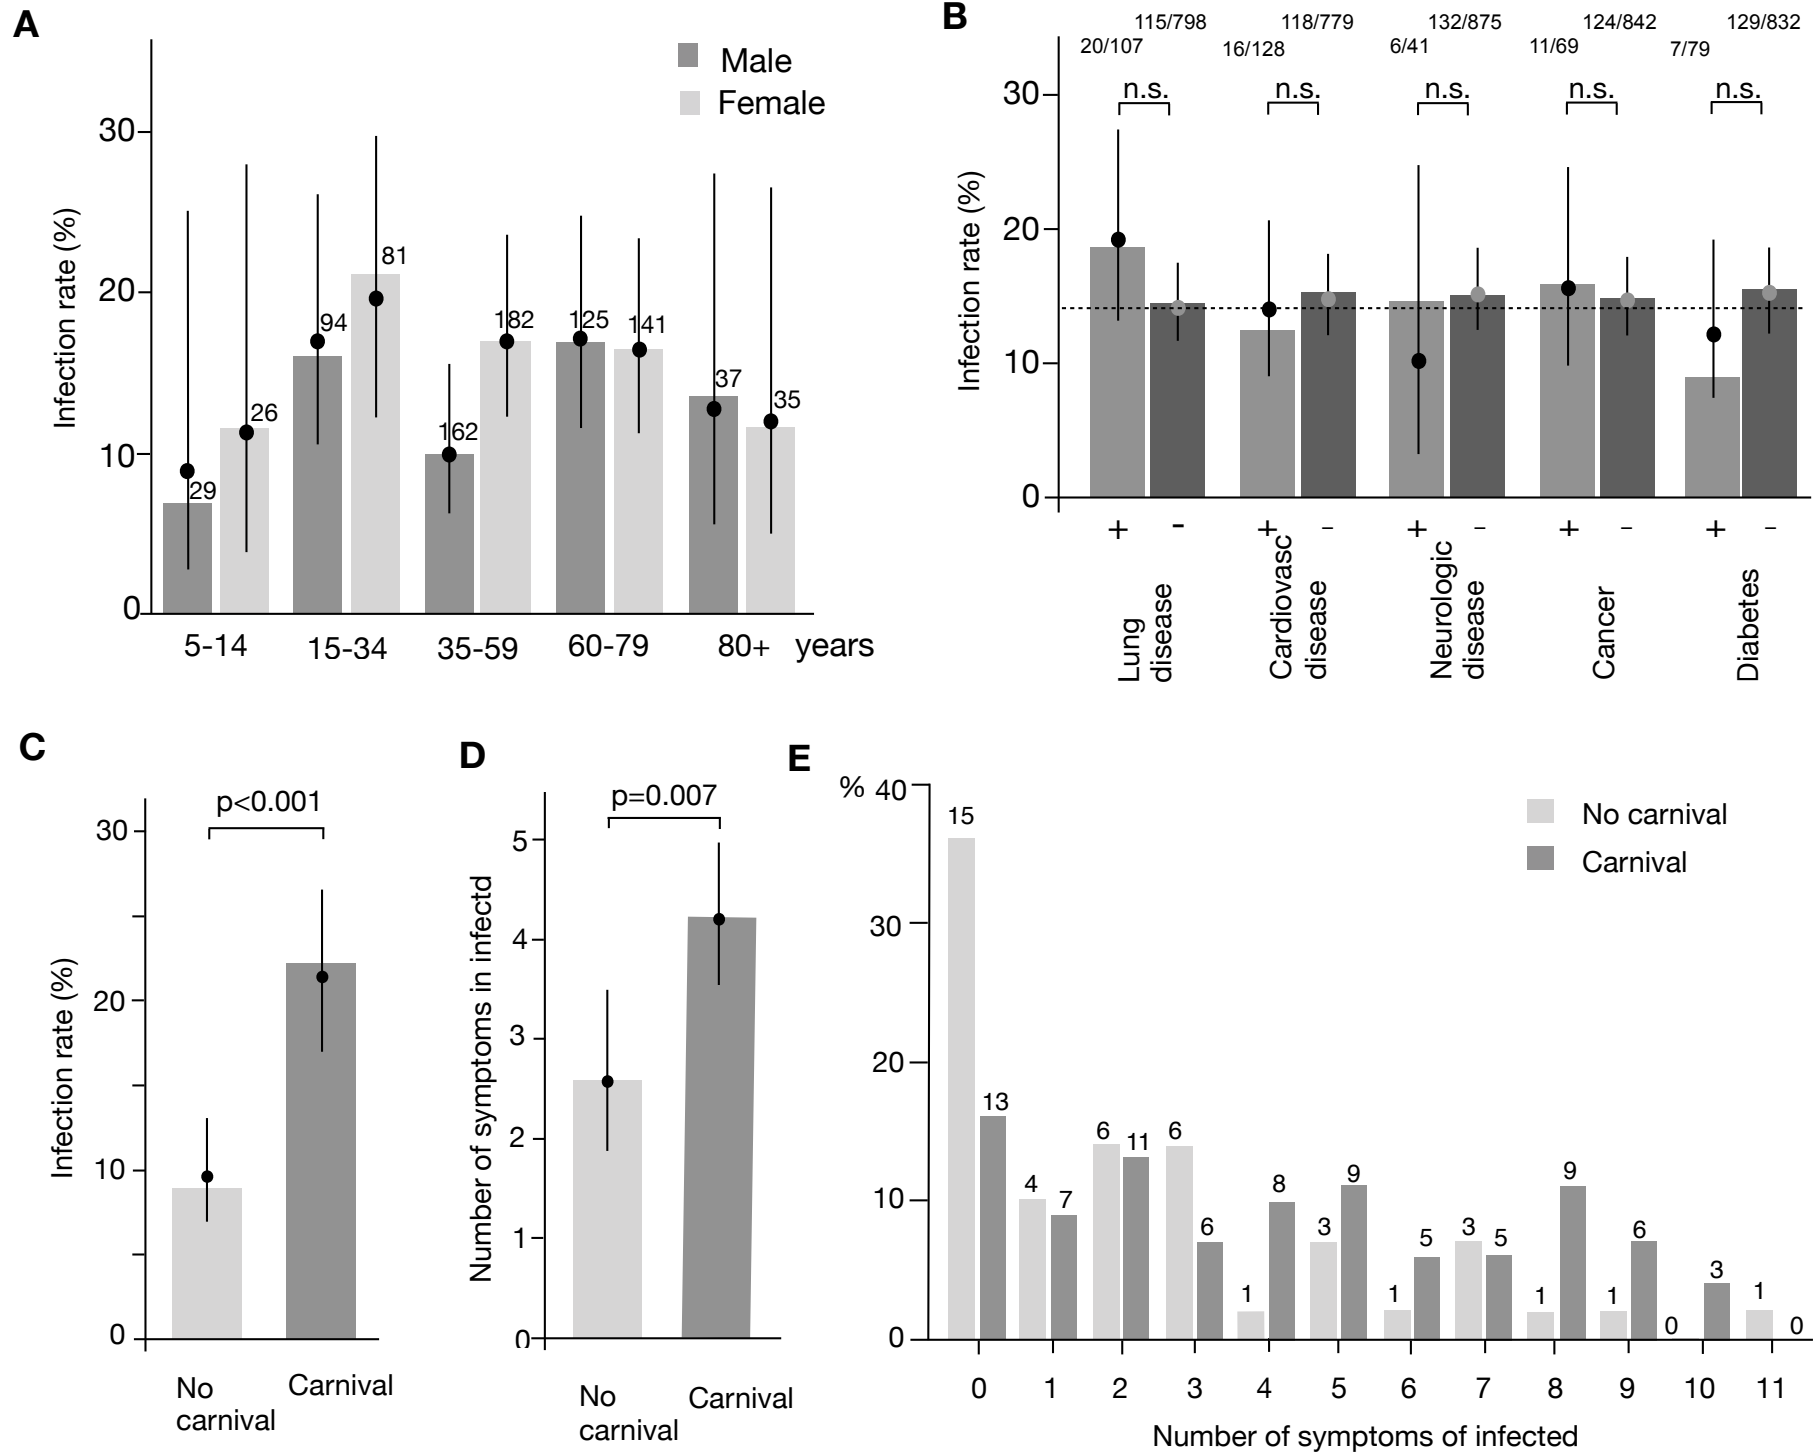 A
Male
Female
Infection rate (%)
30
20
10
0
29
26
94
81
162
182
125
141
37
35
5-14
15-34
35-59
60-79
80+
years
B
115/798
118/779
132/875
124/842
129/832
20/107
16/128
6/41
11/69
7/79
n.s.
n.s.
n.s.
n.s.
n.s.
Infection rate (%)
30
20
10
0
+
-
+
-
+
-
+
-
+
-
Lung
disease
Cardiovasc
disease
Neurologic
disease
Cancer
Diabetes
C
p<0.001
Infection rate (%)
30
20
10
0
No
carnival
Carnival
D
p=0.007
Number of symptoms in infectd
5
4
3
2
1
0
No
carnival
Carnival
E
%
40
30
20
10
0
No carnival
Carnival
15
13
4
7
6
11
6
6
1
8
3
9
1
5
3
5
1
9
1
6
0
3
1
0
0
1
2
3
4
5
6
7
8
9
10
11
Number of symptoms of infected